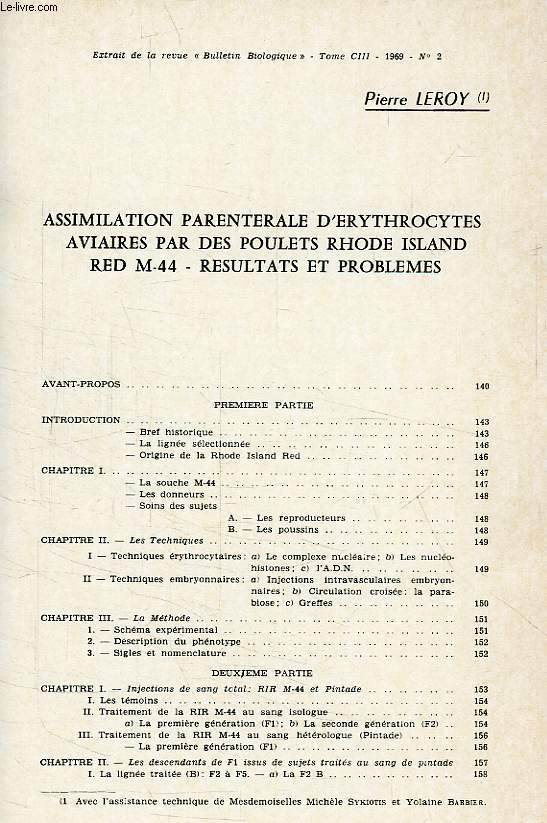 Le-livre.com
Extrait de la revue « Bulletin Biologique » - Tome CIII - 1969 - N° 2
Pierre LEROY (1)
ASSIMILATION PARENTERALE D'ERYTHROCYTES
AVIAIRES PAR DES POULETS RHODE ISLAND
RED M-44 - RESULTATS ET PROBLEMES
AVANT-PROPOS .. .. .. .. .. .. .. .. .. .. .. .. .. .. .. .. .. .. 140
PREMIERE PARTIE
INTRODUCTION .. .. .. .. .. .. .. .. .. .. .. .. .. .. .. .. .. .. 143
— Bref historique .. .. .. .. .. .. .. .. .. .. .. .. .. 143
— La lignée sélectionnée .. .. .. .. .. .. .. .. .. .. .. 146
— Origine de la Rhode Island Red .. .. .. .. .. .. .. .. 146
CHAPITRE I. .. .. .. .. .. .. .. .. .. .. .. .. .. .. .. .. .. .. 147
— La souche M-44 .. .. .. .. .. .. .. .. .. .. .. .. .. 147
— Les donneurs .. .. .. .. .. .. .. .. .. .. .. .. .. .. 148
— Soins des sujets
A. — Les reproducteurs .. .. .. .. .. .. 148
B. — Les poussins .. .. .. .. .. .. .. 148
CHAPITRE II. — Les Techniques .. .. .. .. .. .. .. .. .. .. .. .. 149
I — Techniques érythrocytaires : a) Le complexe nucléaire; b) Les nucléo-
histones; c) l'A.D.N. .. .. .. .. .. .. 149
II — Techniques embryonnaires : a) Injections intravasculaires embryon-
naires; b) Circulation croisée: la para-
biose; c) Greffes .. .. .. .. .. .. .. 150
CHAPITRE III. — La Méthode .. .. .. .. .. .. .. .. .. .. .. .. .. 151
1. — Schéma expérimental .. .. .. .. .. .. .. .. .. .. .. .. 151
2. — Description du phénotype .. .. .. .. .. .. .. .. .. .. .. 152
3. — Sigles et nomenclature .. .. .. .. .. .. .. .. .. .. .. .. 152
DEUXIEME PARTIE
CHAPITRE I. — Injections de sang total: RIR M-44 et Pintade .. .. .. .. .. 153
I. Les témoins .. .. .. .. .. .. .. .. .. .. .. .. .. .. .. .. 154
II. Traitement de la RIR M-44 au sang isologue .. .. .. .. .. .. .. 154
a) La première génération (F1); b) La seconde génération (F2) .. 154
III. Traitement de la RIR M-44 au sang hétérologue (Pintade) .. .. .. 156
— La première génération (F1) .. .. .. .. .. .. .. .. .. .. 156
CHAPITRE II. — Les descendants de F1 issus de sujets traités au sang de pintade 157
I. La lignée traitée (B): F2 à F5. — a) La F2 B .. .. .. .. .. .. .. 158
(1 Avec l'assistance technique de Mesdemoiselles Michèle SYKIOTIS et Yolaine BARBIER.